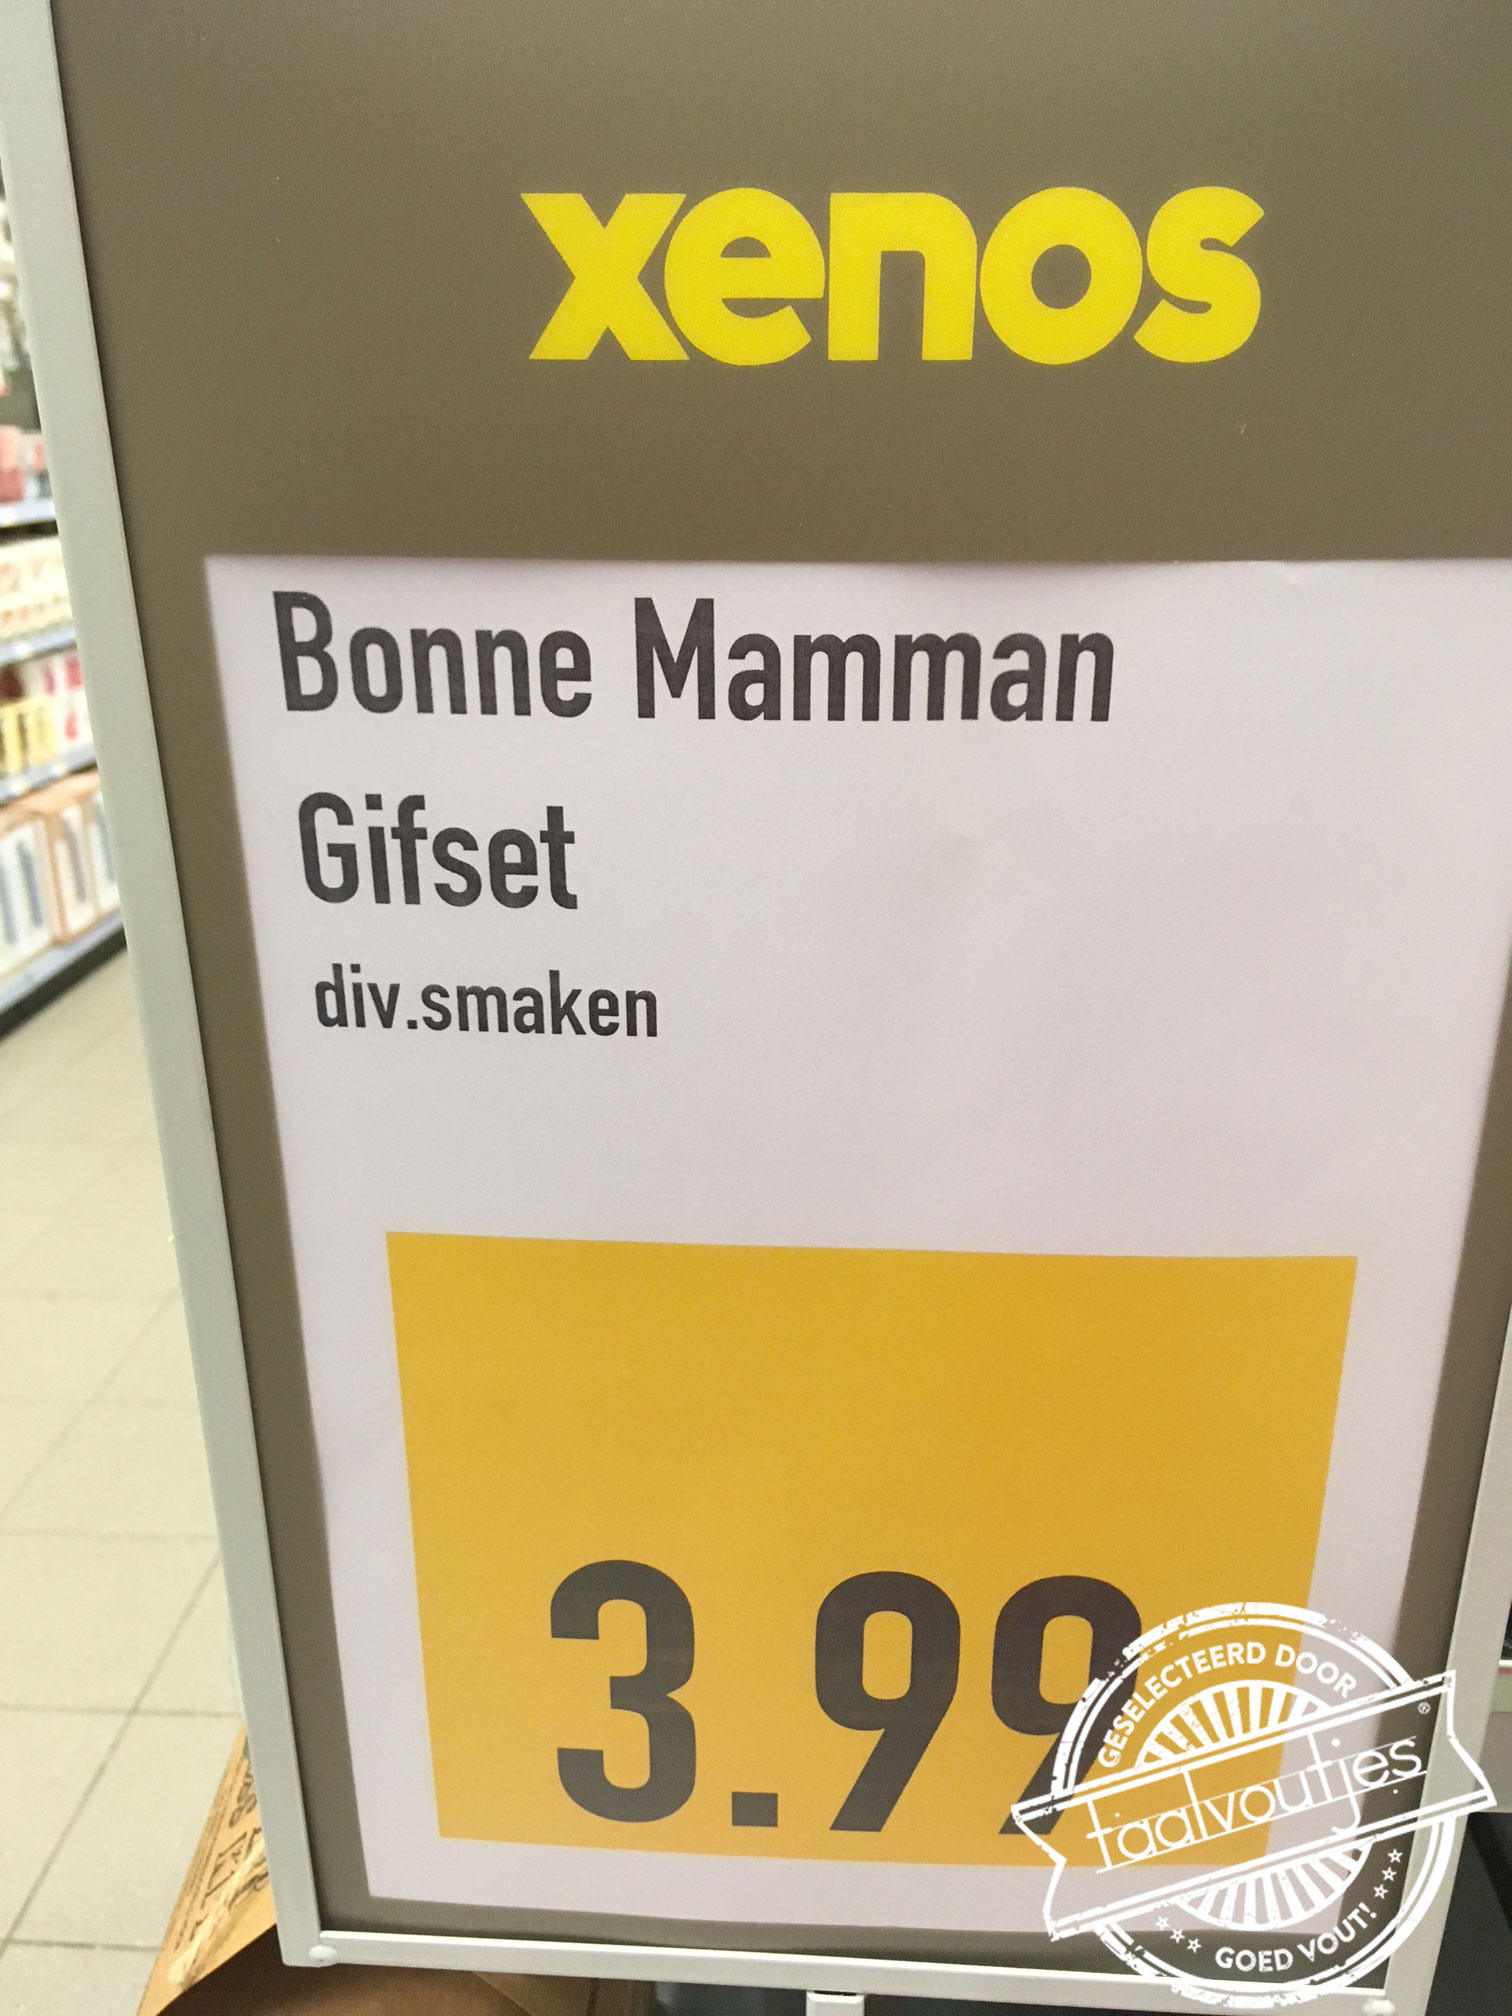 xenos
Bonne Mamman
Gifset
div.smaken
3.99
GESELECTEERD DOOR
taalvoutjes®
GOED VOUT!